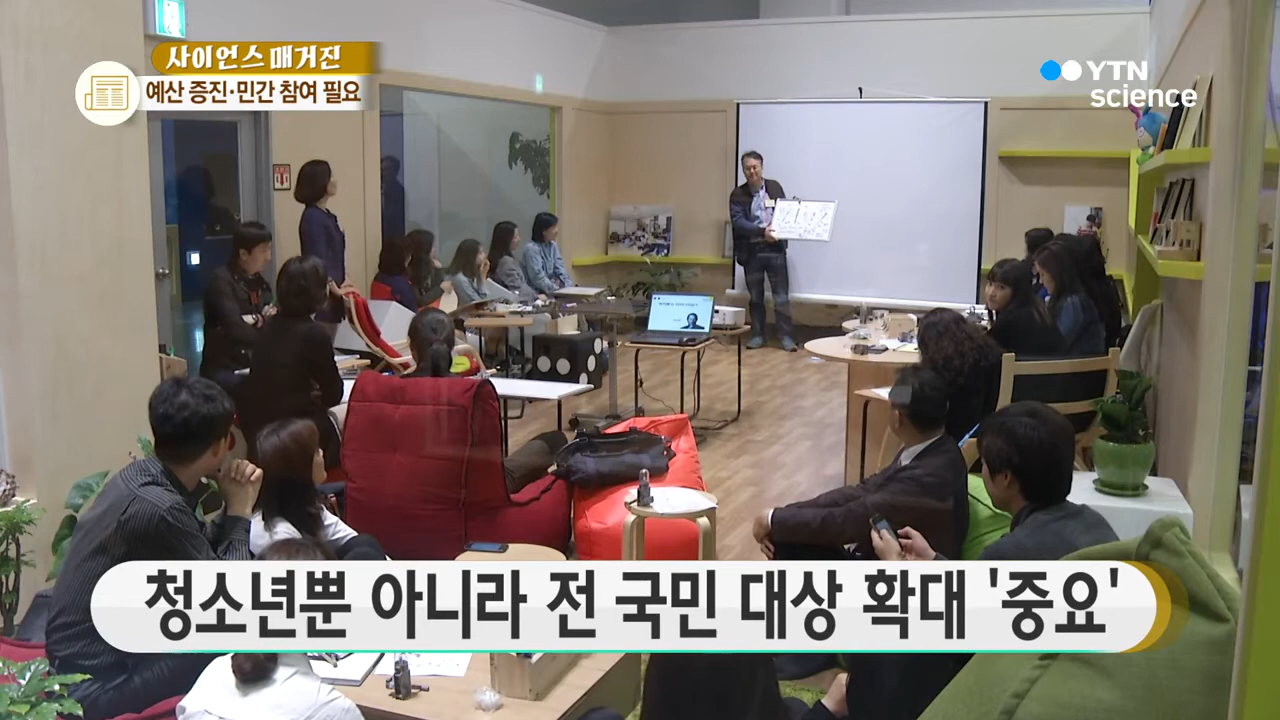 사이언스 매거진
예산 증진·민간 참여 필요
YTN
science
청소년뿐 아니라 전 국민 대상 확대 '중요'